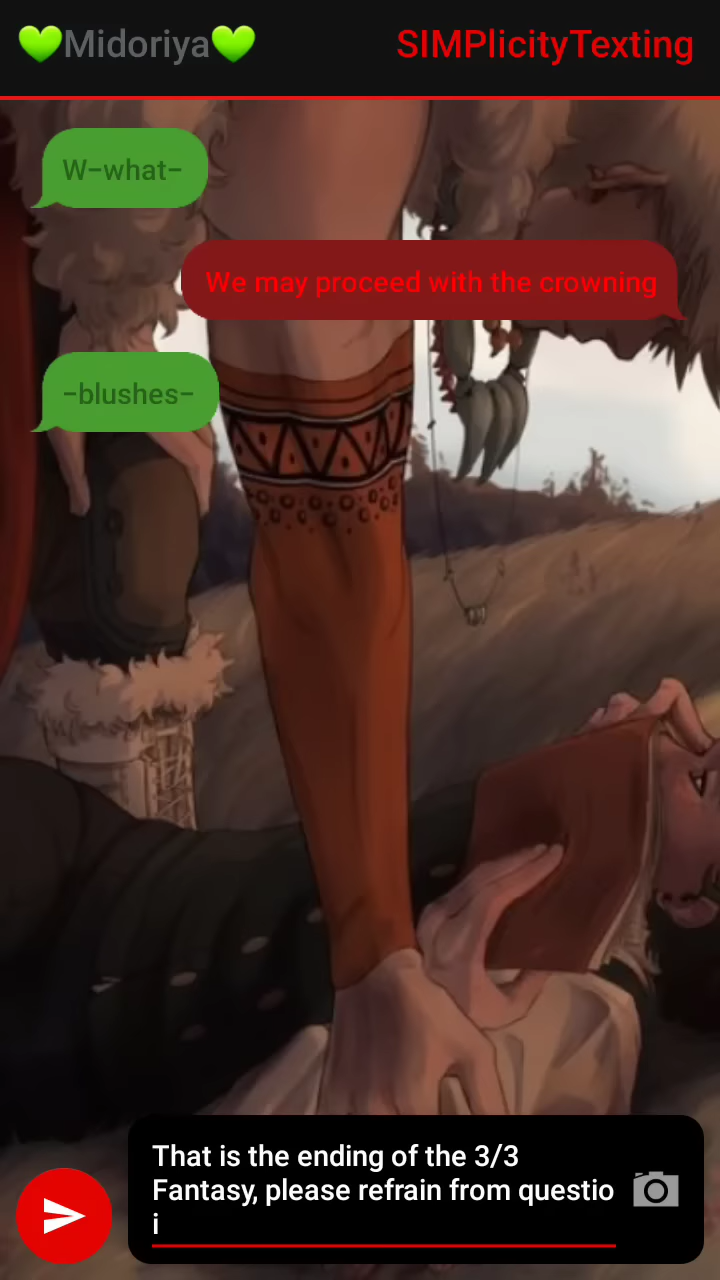 💚Midoriya💚 SIMPlicityTexting
W-what-
We may proceed with the crowning
-blushes-
That is the ending of the 3/3
Fantasy, please refrain from questio
i